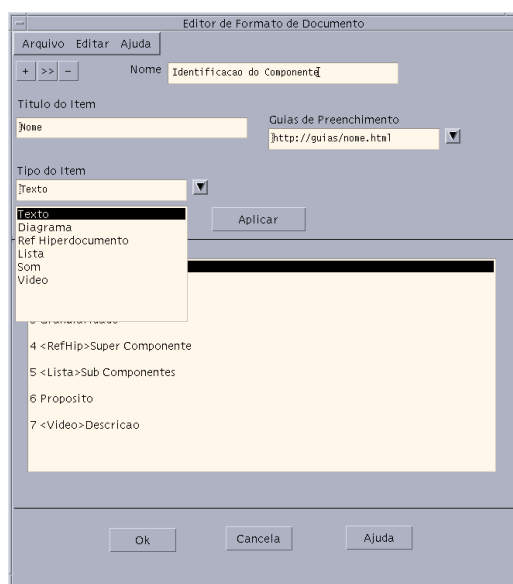 Editor de Formato de Documento
Arquivo Editar Ajuda
+ >> - Nome Identificacao do Componente
Titulo do Item
Guias de Preenchimento
Nome
http://guias/nome.html
Tipo do Item
Texto
Texto
Aplicar
Diagrama
Ref Hiperdocumento
Lista
Som
Video
4 <RefHip>Super Componente
5 <Lista>Sub Componentes
6 Proposito
7 <Video>Descricao
Ok Cancela Ajuda